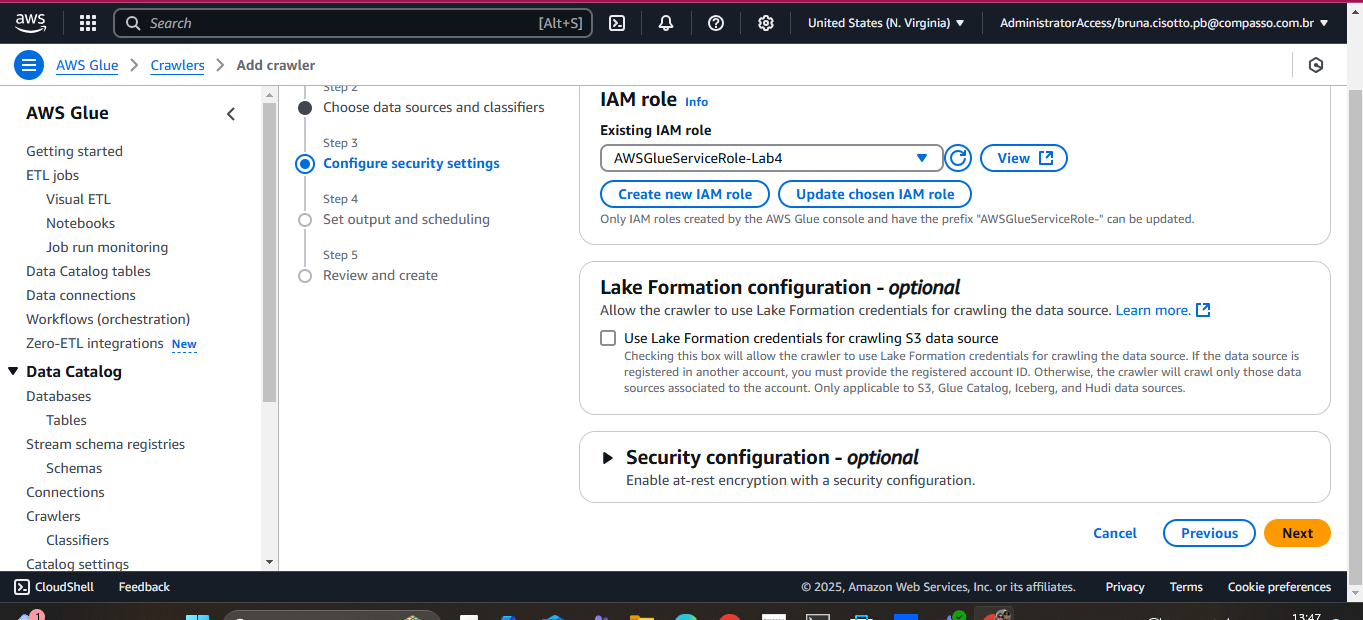 aws
Search
[Alt+S]
United States (N. Virginia)
AdministratorAccess/bruna.cisotto.pb@compasso.com.br
AWS Glue
Crawlers
Add crawler
AWS Glue
Getting started
ETL jobs
Visual ETL
Notebooks
Job run monitoring
Data Catalog tables
Data connections
Workflows (orchestration)
Zero-ETL integrations New
Data Catalog
Databases
Tables
Stream schema registries
Schemas
Connections
Crawlers
Classifiers
Catalog settings
Step 2
Choose data sources and classifiers
Step 3
Configure security settings
Step 4
Set output and scheduling
Step 5
Review and create
IAM role Info
Existing IAM role
AWSGlueServiceRole-Lab4
View
Create new IAM role
Update chosen IAM role
Only IAM roles created by the AWS Glue console and have the prefix "AWSGlueServiceRole-" can be updated.
Lake Formation configuration - optional
Allow the crawler to use Lake Formation credentials for crawling the data source. Learn more.
Use Lake Formation credentials for crawling S3 data source
Checking this box will allow the crawler to use Lake Formation credentials for crawling the data source. If the data source is
registered in another account, you must provide the registered account ID. Otherwise, the crawler will crawl only those data
sources associated to the account. Only applicable to S3, Glue Catalog, Iceberg, and Hudi data sources.
Security configuration - optional
Enable at-rest encryption with a security configuration.
Cancel
Previous
Next
CloudShell
Feedback
© 2025, Amazon Web Services, Inc. or its affiliates.
Privacy
Terms
Cookie preferences
1
13:47